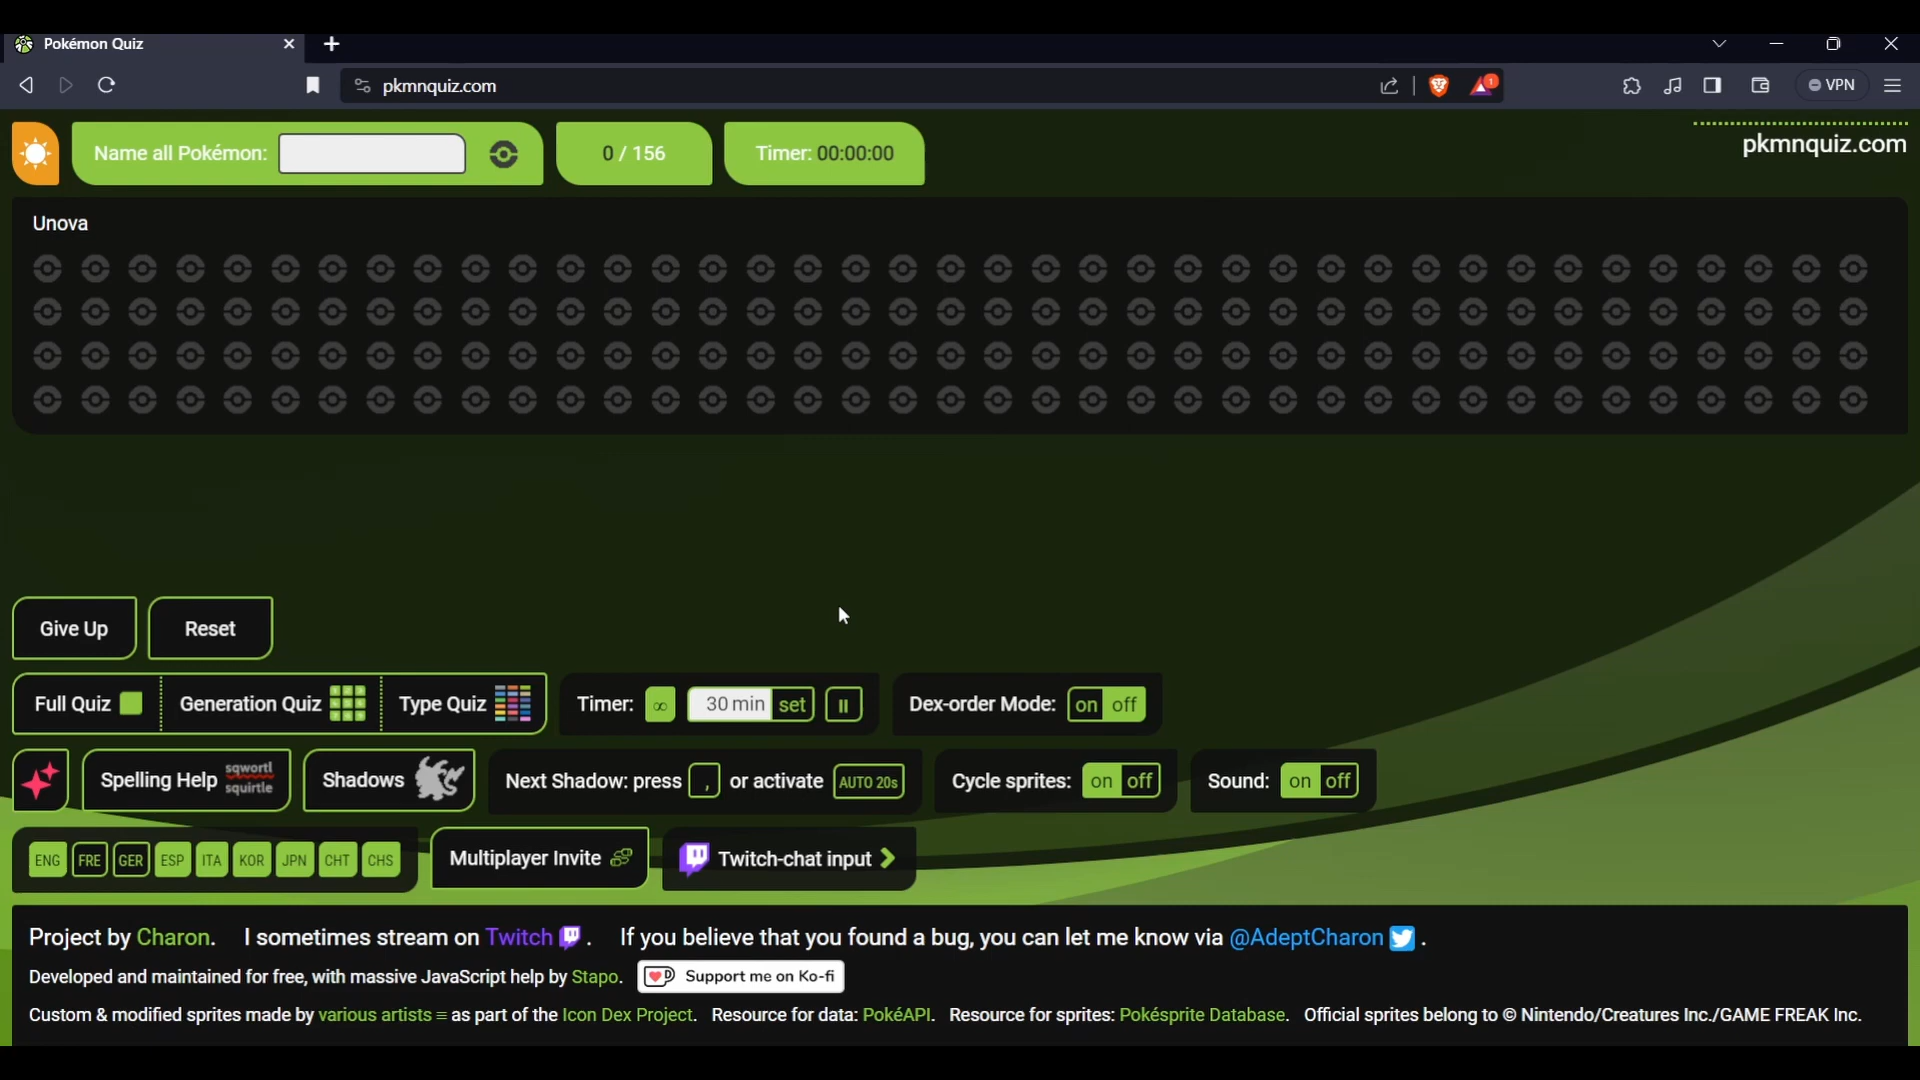 Pokémon Quiz
pkmnquiz.com
1
VPN
Name all Pokémon:
0 / 156
Timer: 00:00:00
pkmnquiz.com
Unova
Give Up
Reset
Full Quiz
Generation Quiz
Type Quiz
Timer: ∞ 30 min set
Dex-order Mode: on off
Spelling Help sqwortl squirtle
Shadows
Next Shadow: press , or activate AUTO 20s
Cycle sprites: on off
Sound: on off
ENG FRE GER ESP ITA KOR JPN CHT CHS
Multiplayer Invite
Twitch-chat input
Project by Charon. I sometimes stream on Twitch . If you believe that you found a bug, you can let me know via @AdeptCharon .
Developed and maintained for free, with massive JavaScript help by Stapo. Support me on Ko-fi
Custom & modified sprites made by various artists ≡ as part of the Icon Dex Project. Resource for data: PokéAPI. Resource for sprites: Pokésprite Database. Official sprites belong to © Nintendo/Creatures Inc./GAME FREAK Inc.